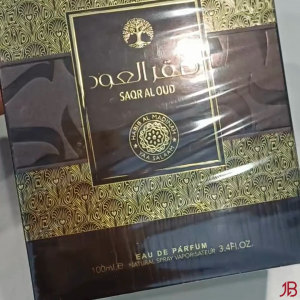 صقر العود
SAQR AL OUD
EAU DE PARFUM
100ml.e NATURAL SPRAY VAPORISATEUR 3.4FL.OZ.
JB